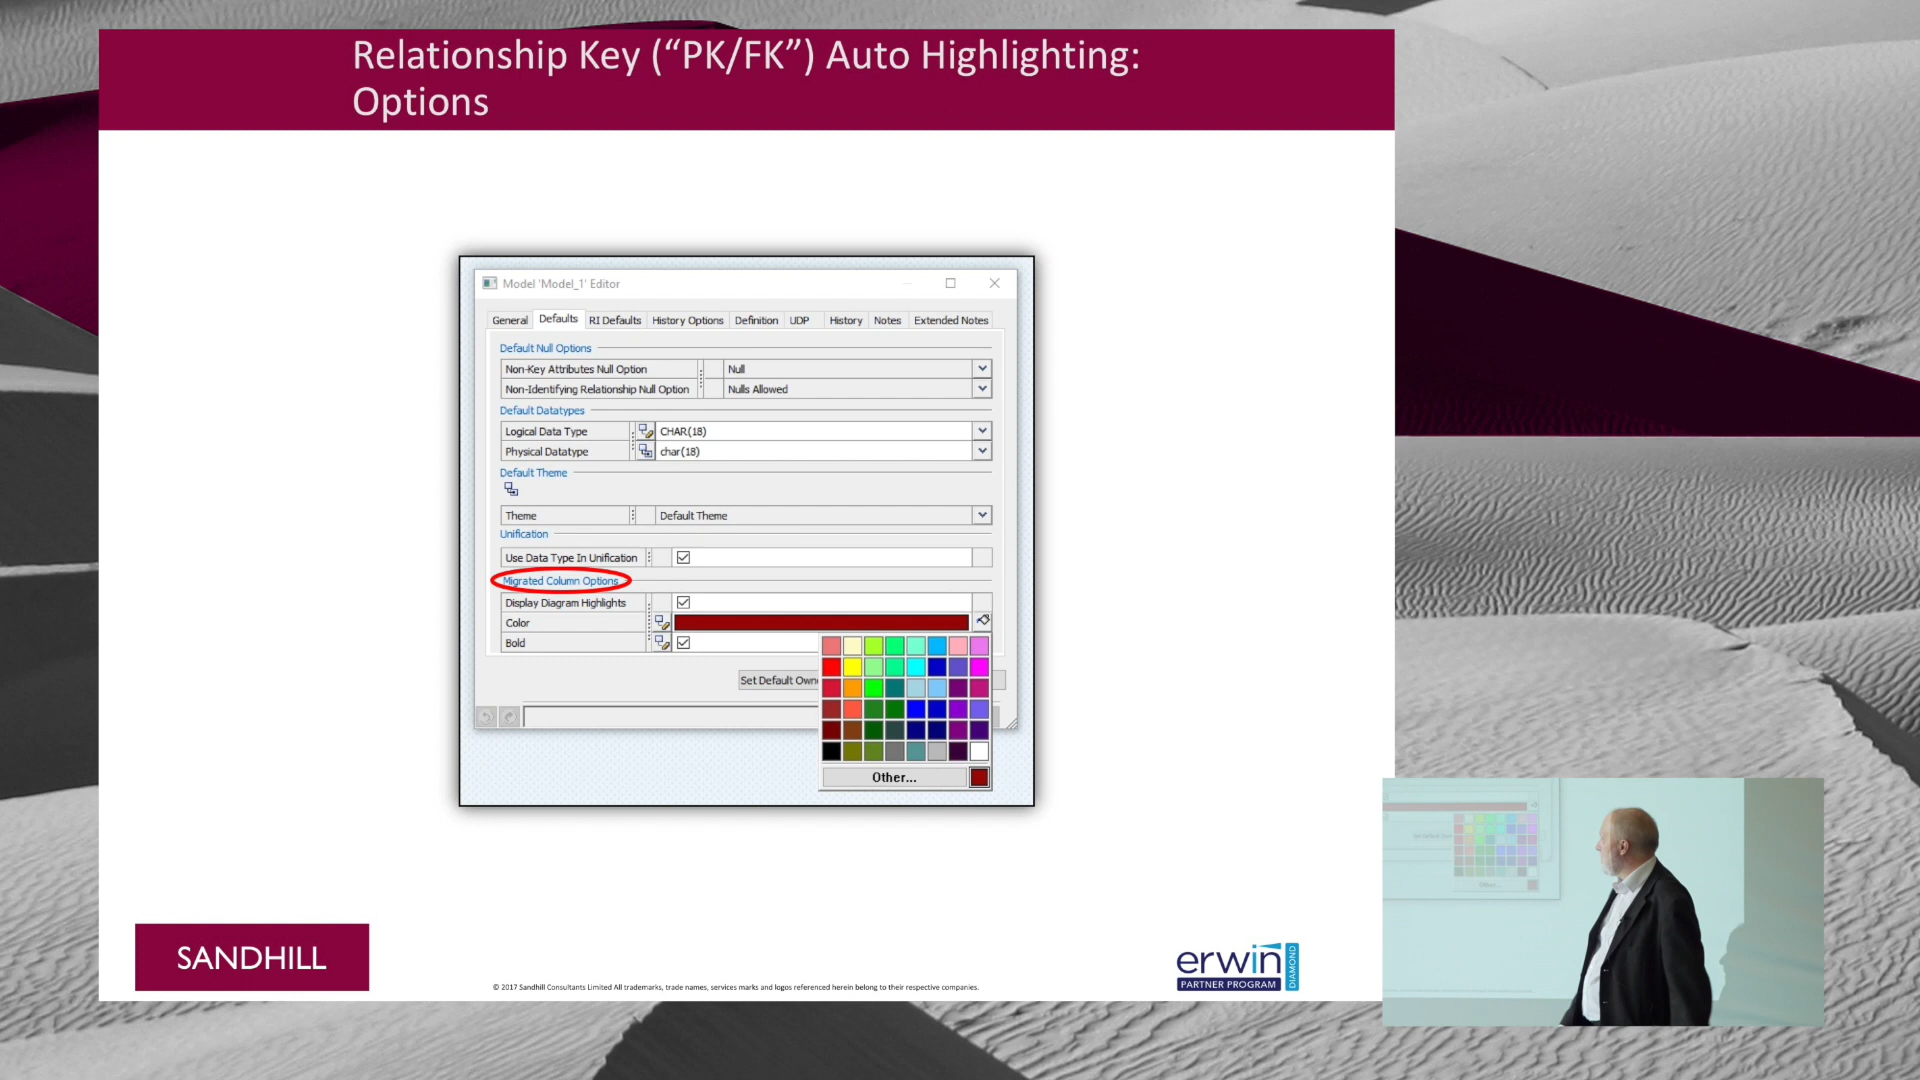 Relationship Key (“PK/FK”) Auto Highlighting:
Options
Model 'Model_1' Editor
General Defaults RI Defaults History Options Definition UDP History Notes Extended Notes
Default Null Options
Non-Key Attributes Null Option Null
Non-Identifying Relationship Null Option Nulls Allowed
Default Datatypes
Logical Data Type CHAR(18)
Physical Datatype char(18)
Default Theme
Theme Default Theme
Unification
Use Data Type In Unification
Migrated Column Options
Display Diagram Highlights
Color
Bold
Set Default Own
Other...
SANDHILL
© 2017 Sandhill Consultants Limited All trademarks, trade names, services marks and logos referenced herein belong to their respective companies.
erwin
PARTNER PROGRAM
DIAMOND